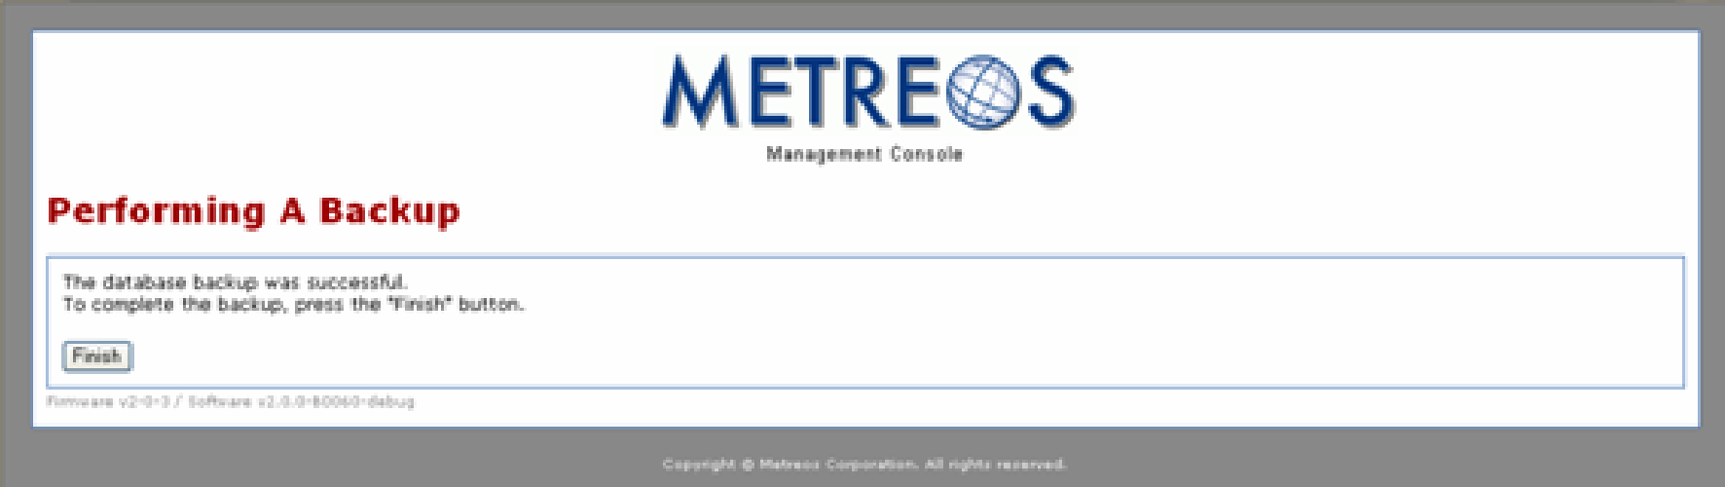 METREOS
Management Console
Performing A Backup
The database backup was successful.
To complete the backup, press the "Finish" button.
Finish
Firmware v2-0-3 / Software v2.0.0-B0060-debug
Copyright © Metreos Corporation. All rights reserved.